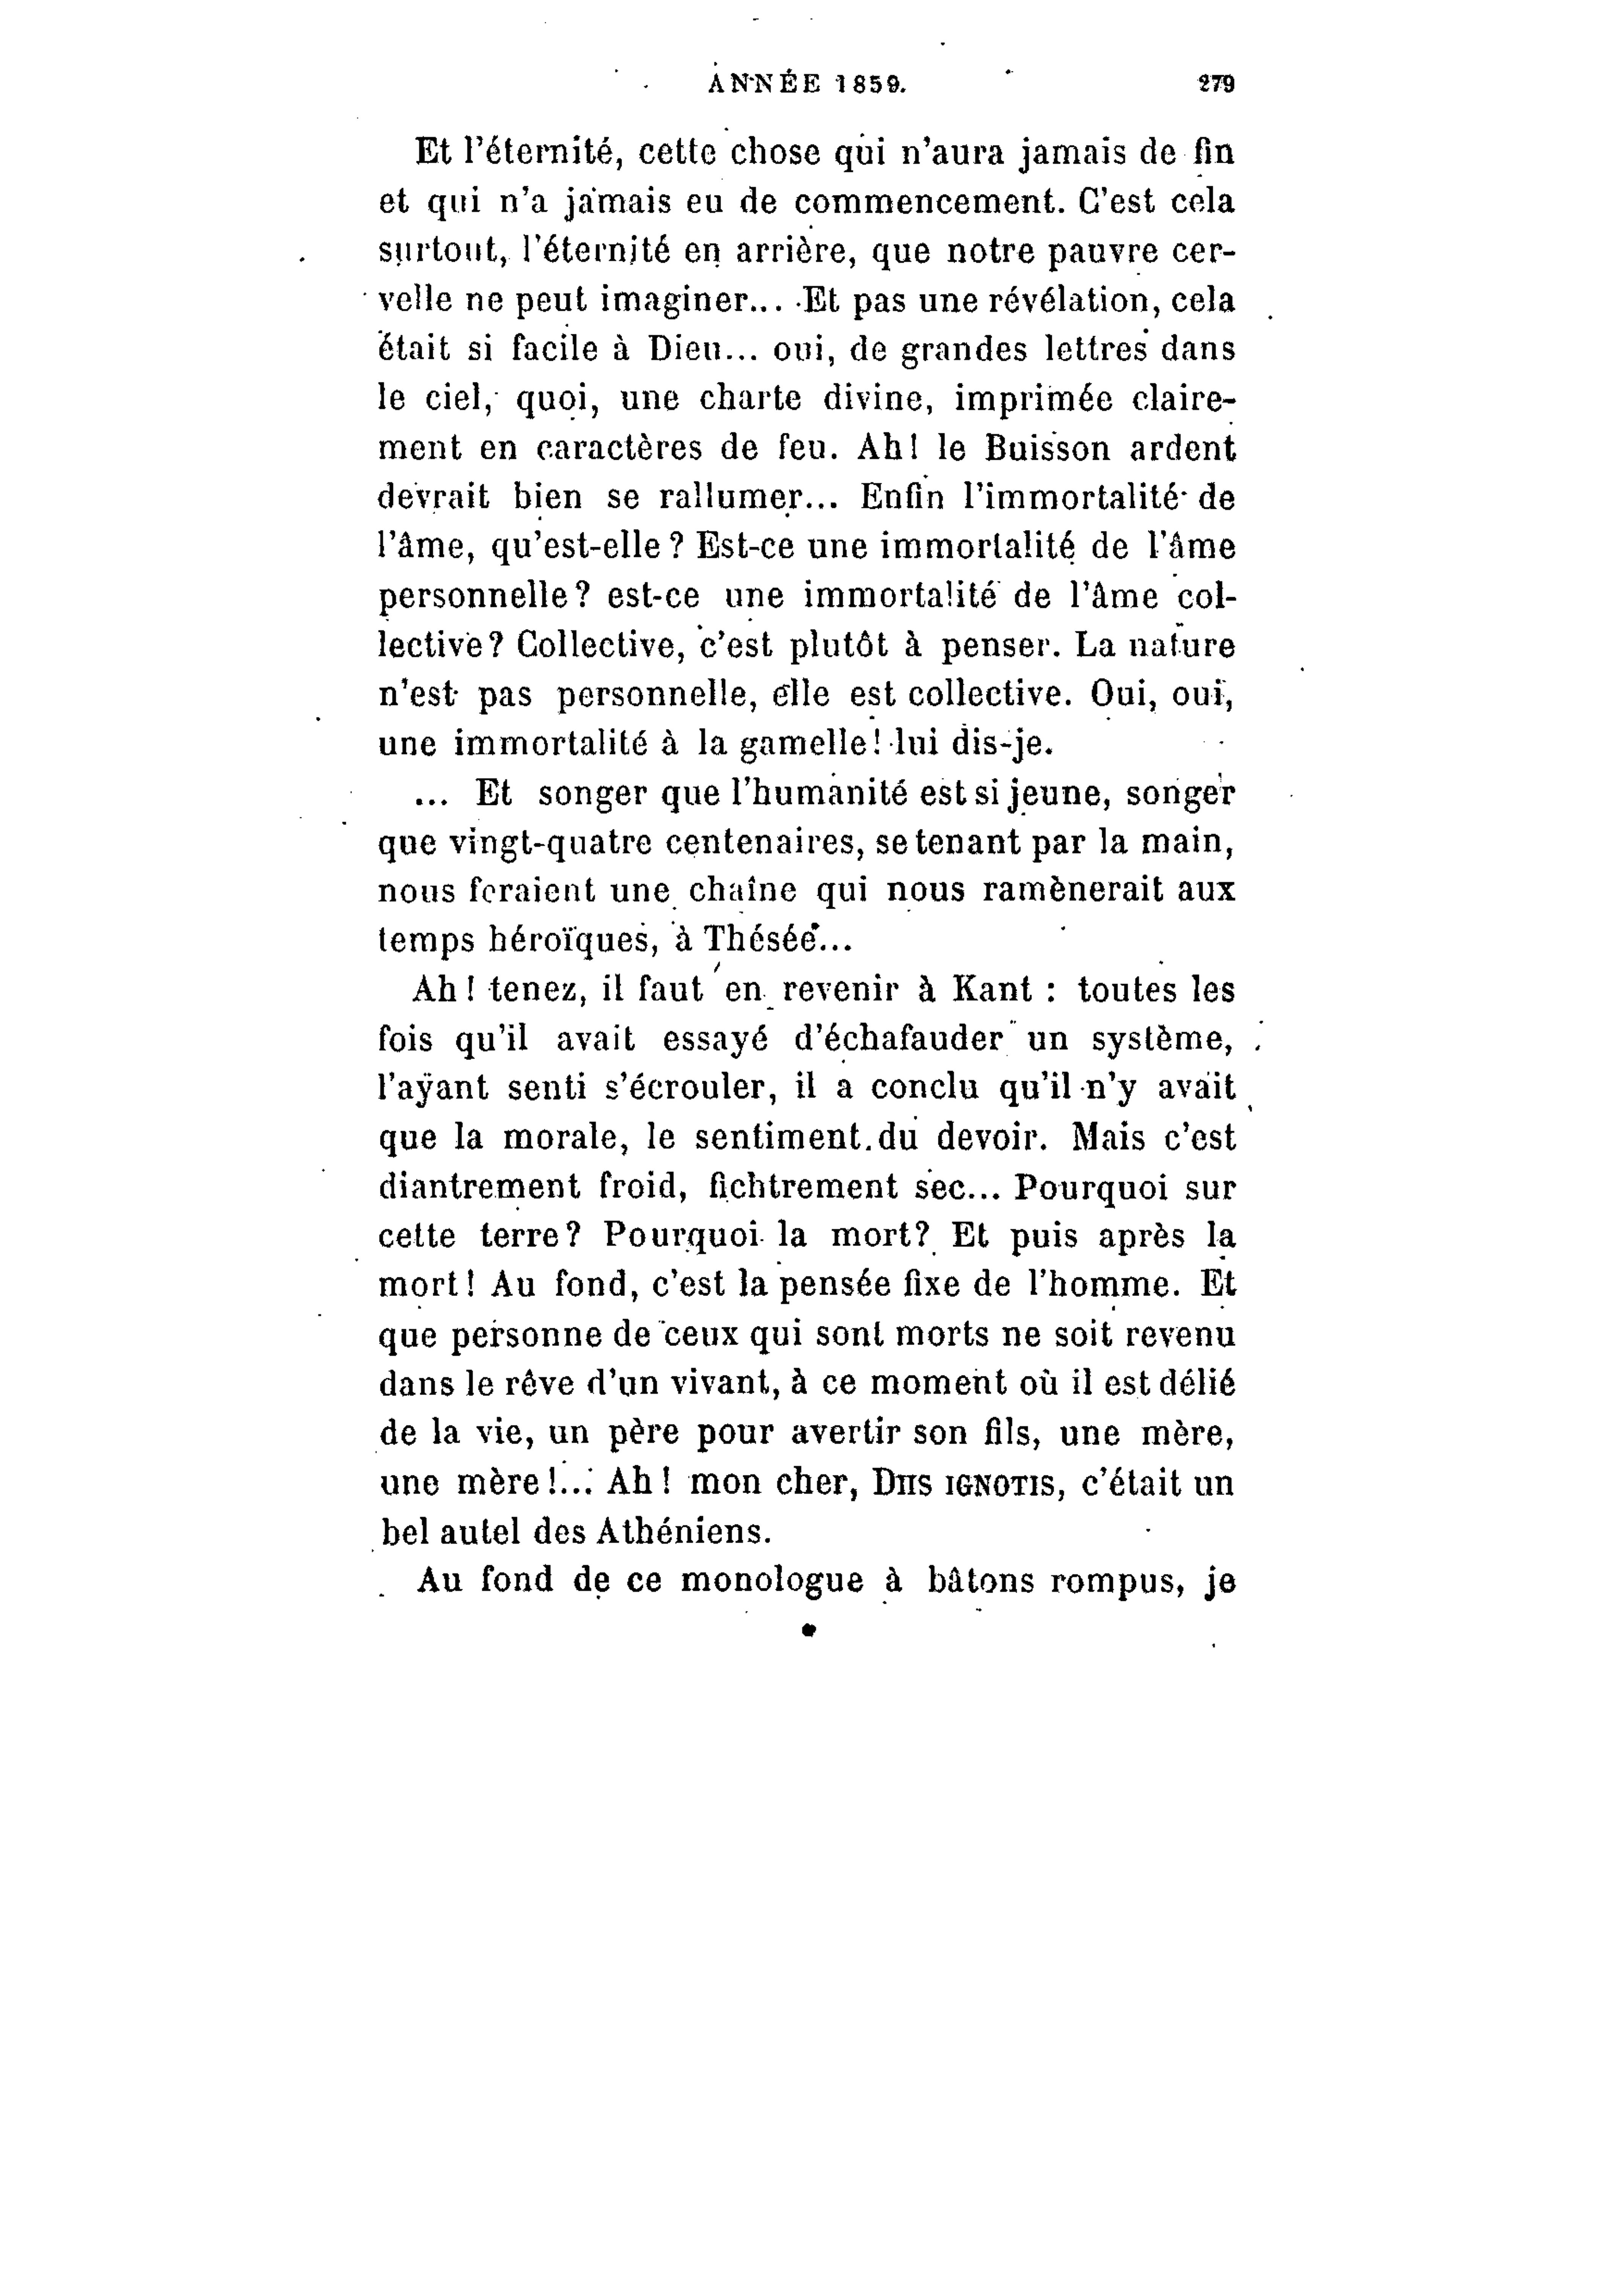 ANNÉE 1859. 279
Et l'éternité, cette chose qui n'aura jamais de fin
et qui n'a jamais eu de commencement. C'est cela
surtout, l'éternité en arrière, que notre pauvre cer-
velle ne peut imaginer... Et pas une révélation, cela
était si facile à Dieu... oui, de grandes lettres dans
le ciel, quoi, une charte divine, imprimée claire-
ment en caractères de feu. Ah! le Buisson ardent
devrait bien se rallumer... Enfin l'immortalité de
l'âme, qu'est-elle? Est-ce une immortalité de l'âme
personnelle? est-ce une immortalité de l'âme col-
lective? Collective, c'est plutôt à penser. La nature
n'est pas personnelle, elle est collective. Oui, oui,
une immortalité à la gamelle! lui dis-je.
... Et songer que l'humanité est si jeune, songer
que vingt-quatre centenaires, se tenant par la main,
nous feraient une chaîne qui nous ramènerait aux
temps héroïques, à Thésée...
Ah! tenez, il faut en revenir à Kant : toutes les
fois qu'il avait essayé d'échafauder un système,
l'ayant senti s'écrouler, il a conclu qu'il n'y avait
que la morale, le sentiment du devoir. Mais c'est
diantrement froid, fichtrement sec... Pourquoi sur
cette terre? Pourquoi la mort? Et puis après la
mort! Au fond, c'est la pensée fixe de l'homme. Et
que personne de ceux qui sont morts ne soit revenu
dans le rêve d'un vivant, à ce moment où il est délié
de la vie, un père pour avertir son fils, une mère,
une mère!... Ah! mon cher, DIIS IGNOTIS, c'était un
bel autel des Athéniens.
Au fond de ce monologue à bâtons rompus, je